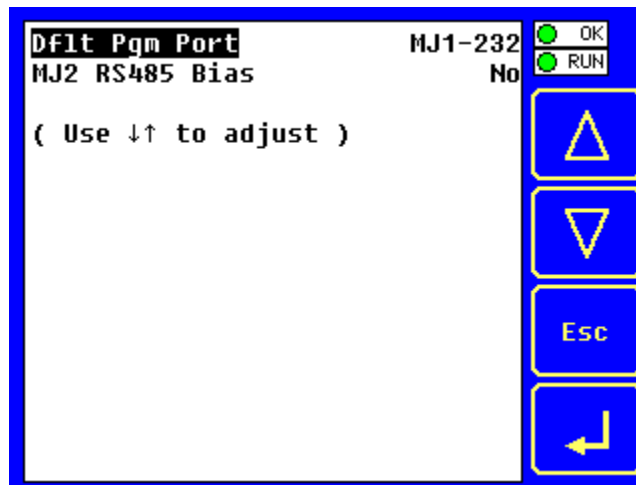 Dflt Pgm Port MJ1-232
MJ2 RS485 Bias No
( Use ↓↑ to adjust )
OK
RUN
Esc